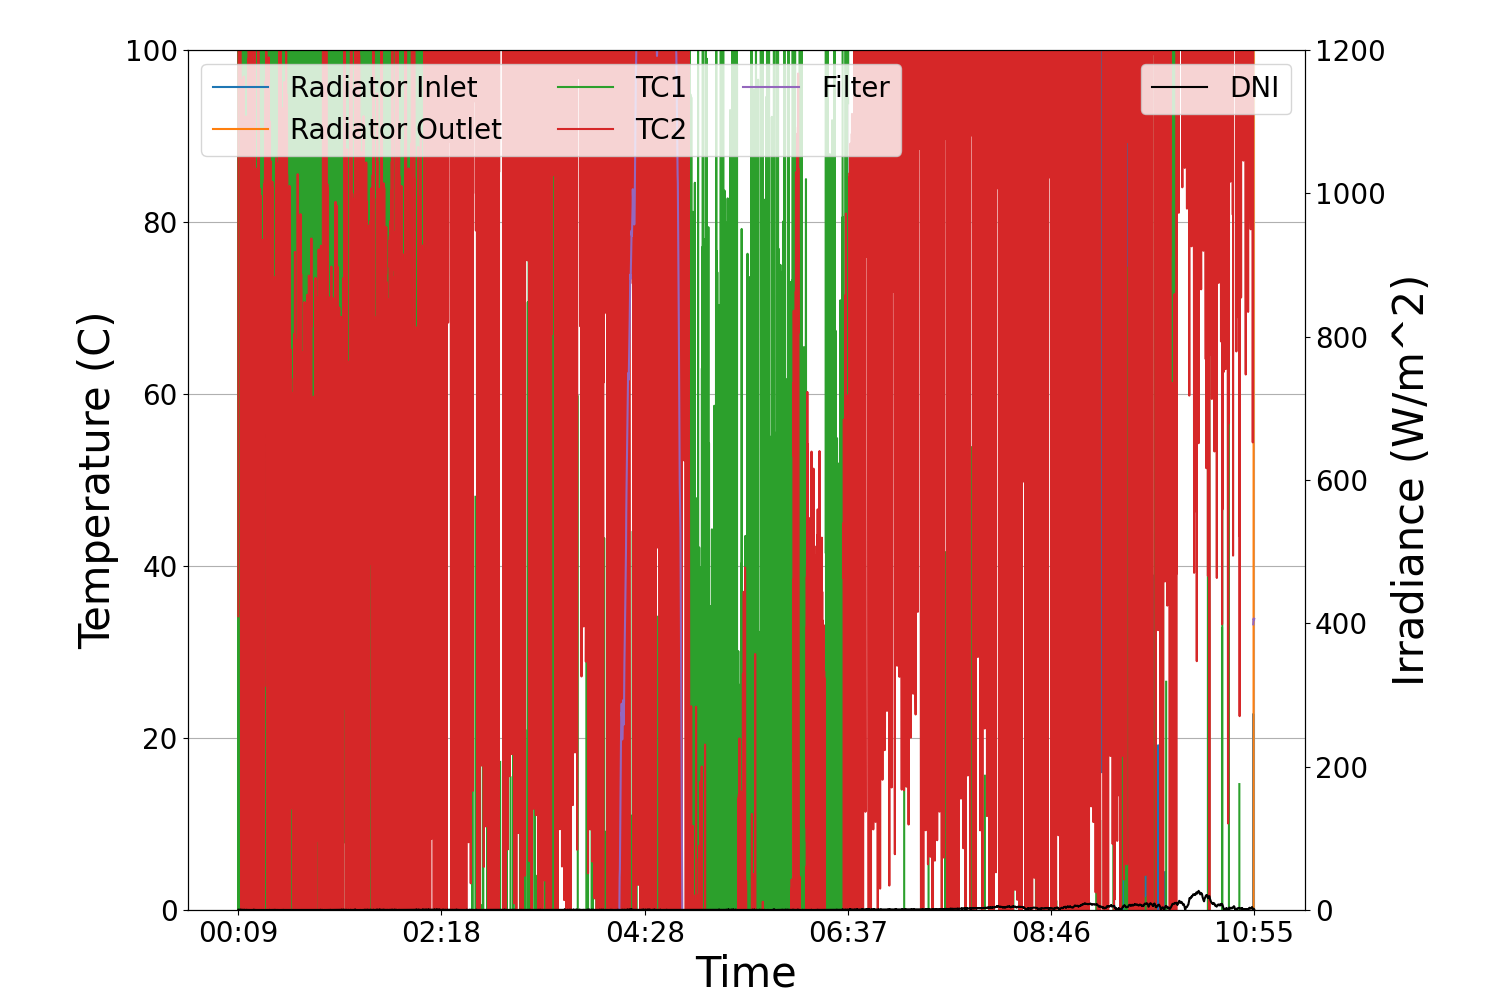 100
80
60
40
20
0
Temperature (C)
Radiator Inlet
Radiator Outlet
TC1
TC2
Filter
DNI
1200
1000
800
600
400
200
0
Irradiance (W/m^2)
00:09
02:18
04:28
06:37
08:46
10:55
Time